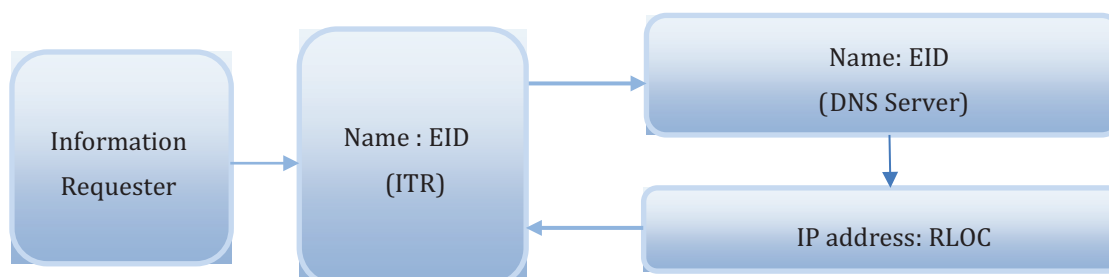 Information
Requester
Name : EID
(ITR)
Name: EID
(DNS Server)
IP address: RLOC